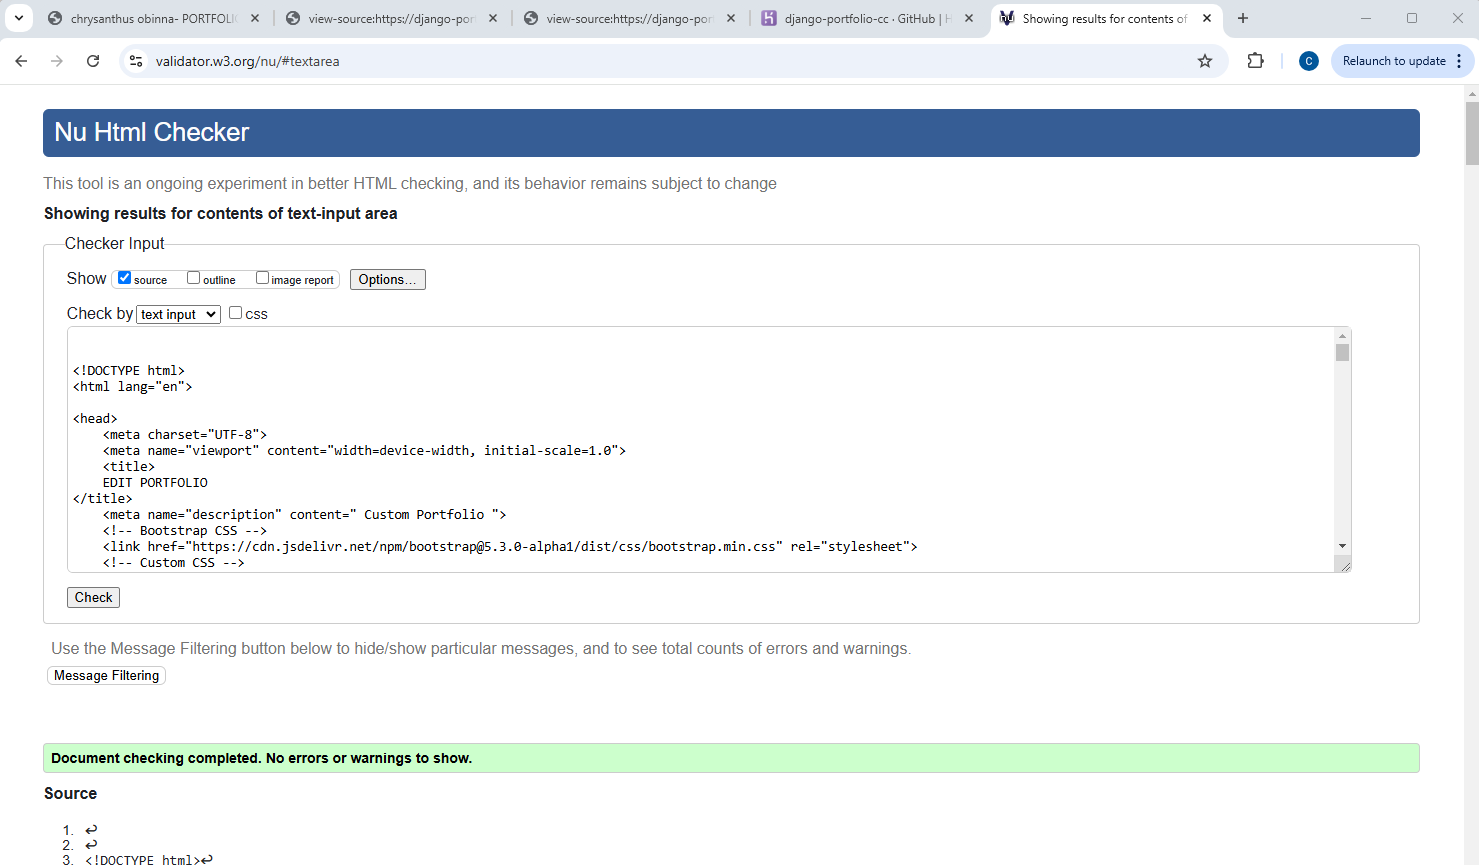 chrysanthus obinna- PORTFOLI
view-source:https://django-por
view-source:https://django-por
django-portfolio-cc · GitHub | H
Showing results for contents of
validator.w3.org/nu/#textarea
C
Relaunch to update
Nu Html Checker
This tool is an ongoing experiment in better HTML checking, and its behavior remains subject to change
Showing results for contents of text-input area
Checker Input
Show source outline image report Options...
Check by text input css
<!DOCTYPE html>
<html lang="en">
<head>
<meta charset="UTF-8">
<meta name="viewport" content="width=device-width, initial-scale=1.0">
<title>
EDIT PORTFOLIO
</title>
<meta name="description" content=" Custom Portfolio ">
<!-- Bootstrap CSS -->
<link href="https://cdn.jsdelivr.net/npm/bootstrap@5.3.0-alpha1/dist/css/bootstrap.min.css" rel="stylesheet">
<!-- Custom CSS -->
Check
Use the Message Filtering button below to hide/show particular messages, and to see total counts of errors and warnings.
Message Filtering
Document checking completed. No errors or warnings to show.
Source
1. ↩
2. ↩
3. <!DOCTYPE html>↩